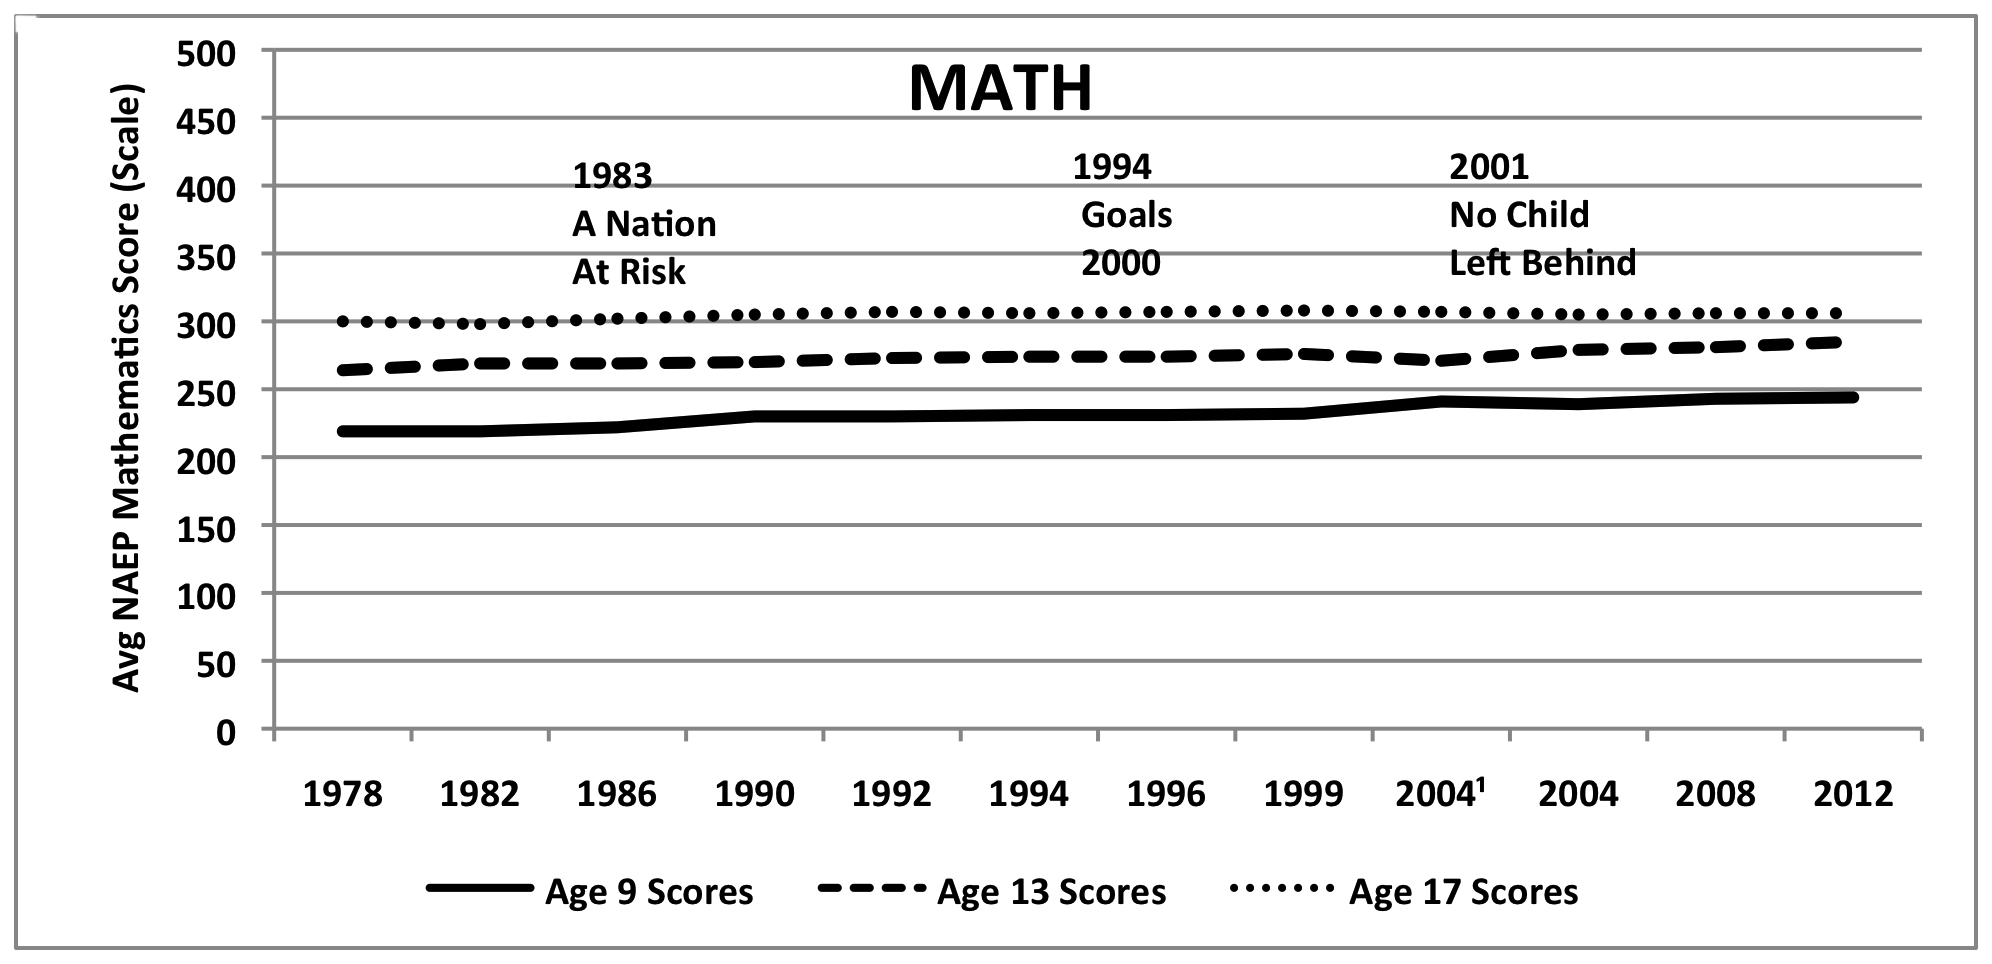 MATH
Avg NAEP Mathematics Score (Scale)
500
450
400
350
300
250
200
150
100
50
0
1983
A Nation
At Risk
1994
Goals
2000
2001
No Child
Left Behind
1978 1982 1986 1990 1992 1994 1996 1999 2004¹ 2004 2008 2012
Age 9 Scores Age 13 Scores Age 17 Scores